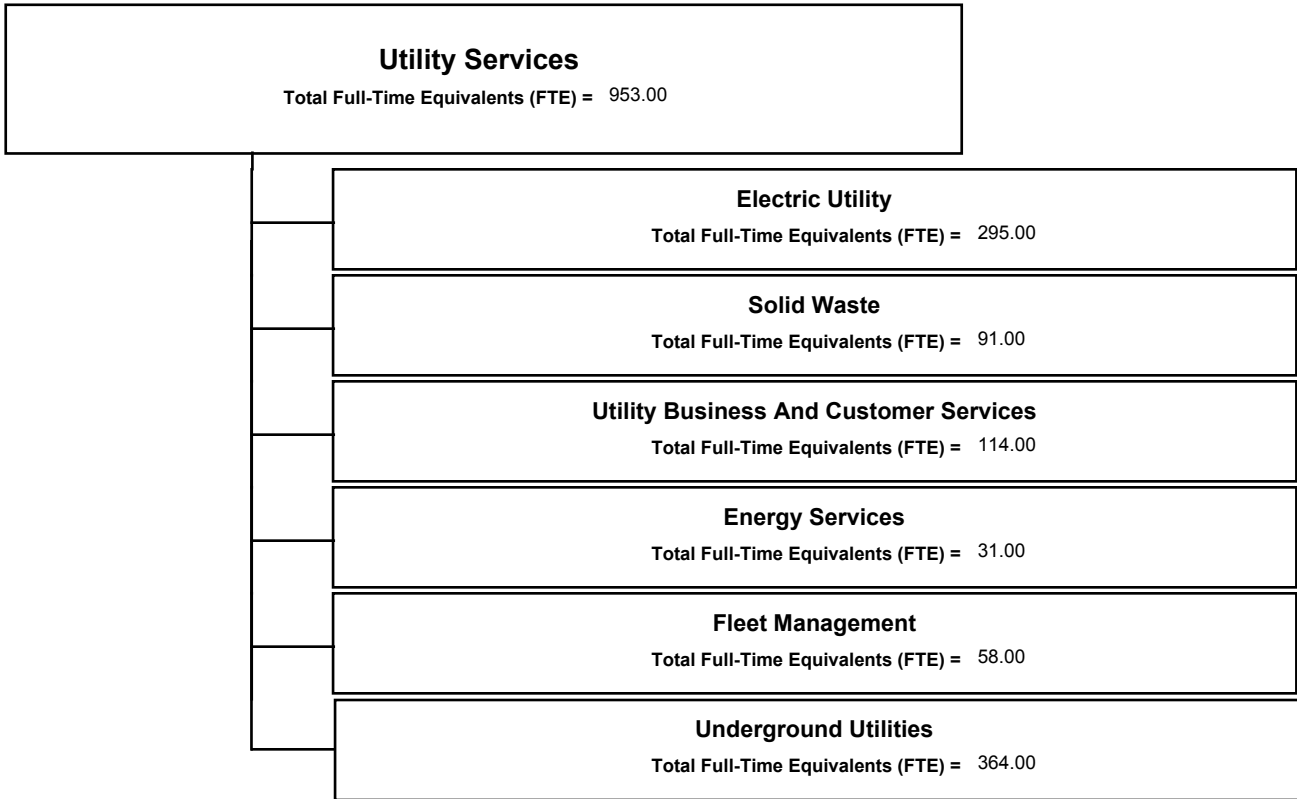 Utility Services
Total Full-Time Equivalents (FTE) = 953.00
Electric Utility
Total Full-Time Equivalents (FTE) = 295.00
Solid Waste
Total Full-Time Equivalents (FTE) = 91.00
Utility Business And Customer Services
Total Full-Time Equivalents (FTE) = 114.00
Energy Services
Total Full-Time Equivalents (FTE) = 31.00
Fleet Management
Total Full-Time Equivalents (FTE) = 58.00
Underground Utilities
Total Full-Time Equivalents (FTE) = 364.00